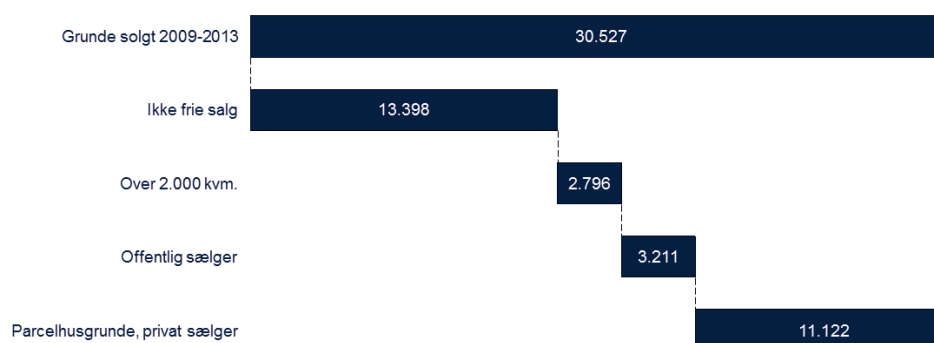 Grunde solgt 2009-2013
30.527
Ikke frie salg
13.398
Over 2.000 kvm.
2.796
Offentlig sælger
3.211
Parcelhusgrunde, privat sælger
11.122